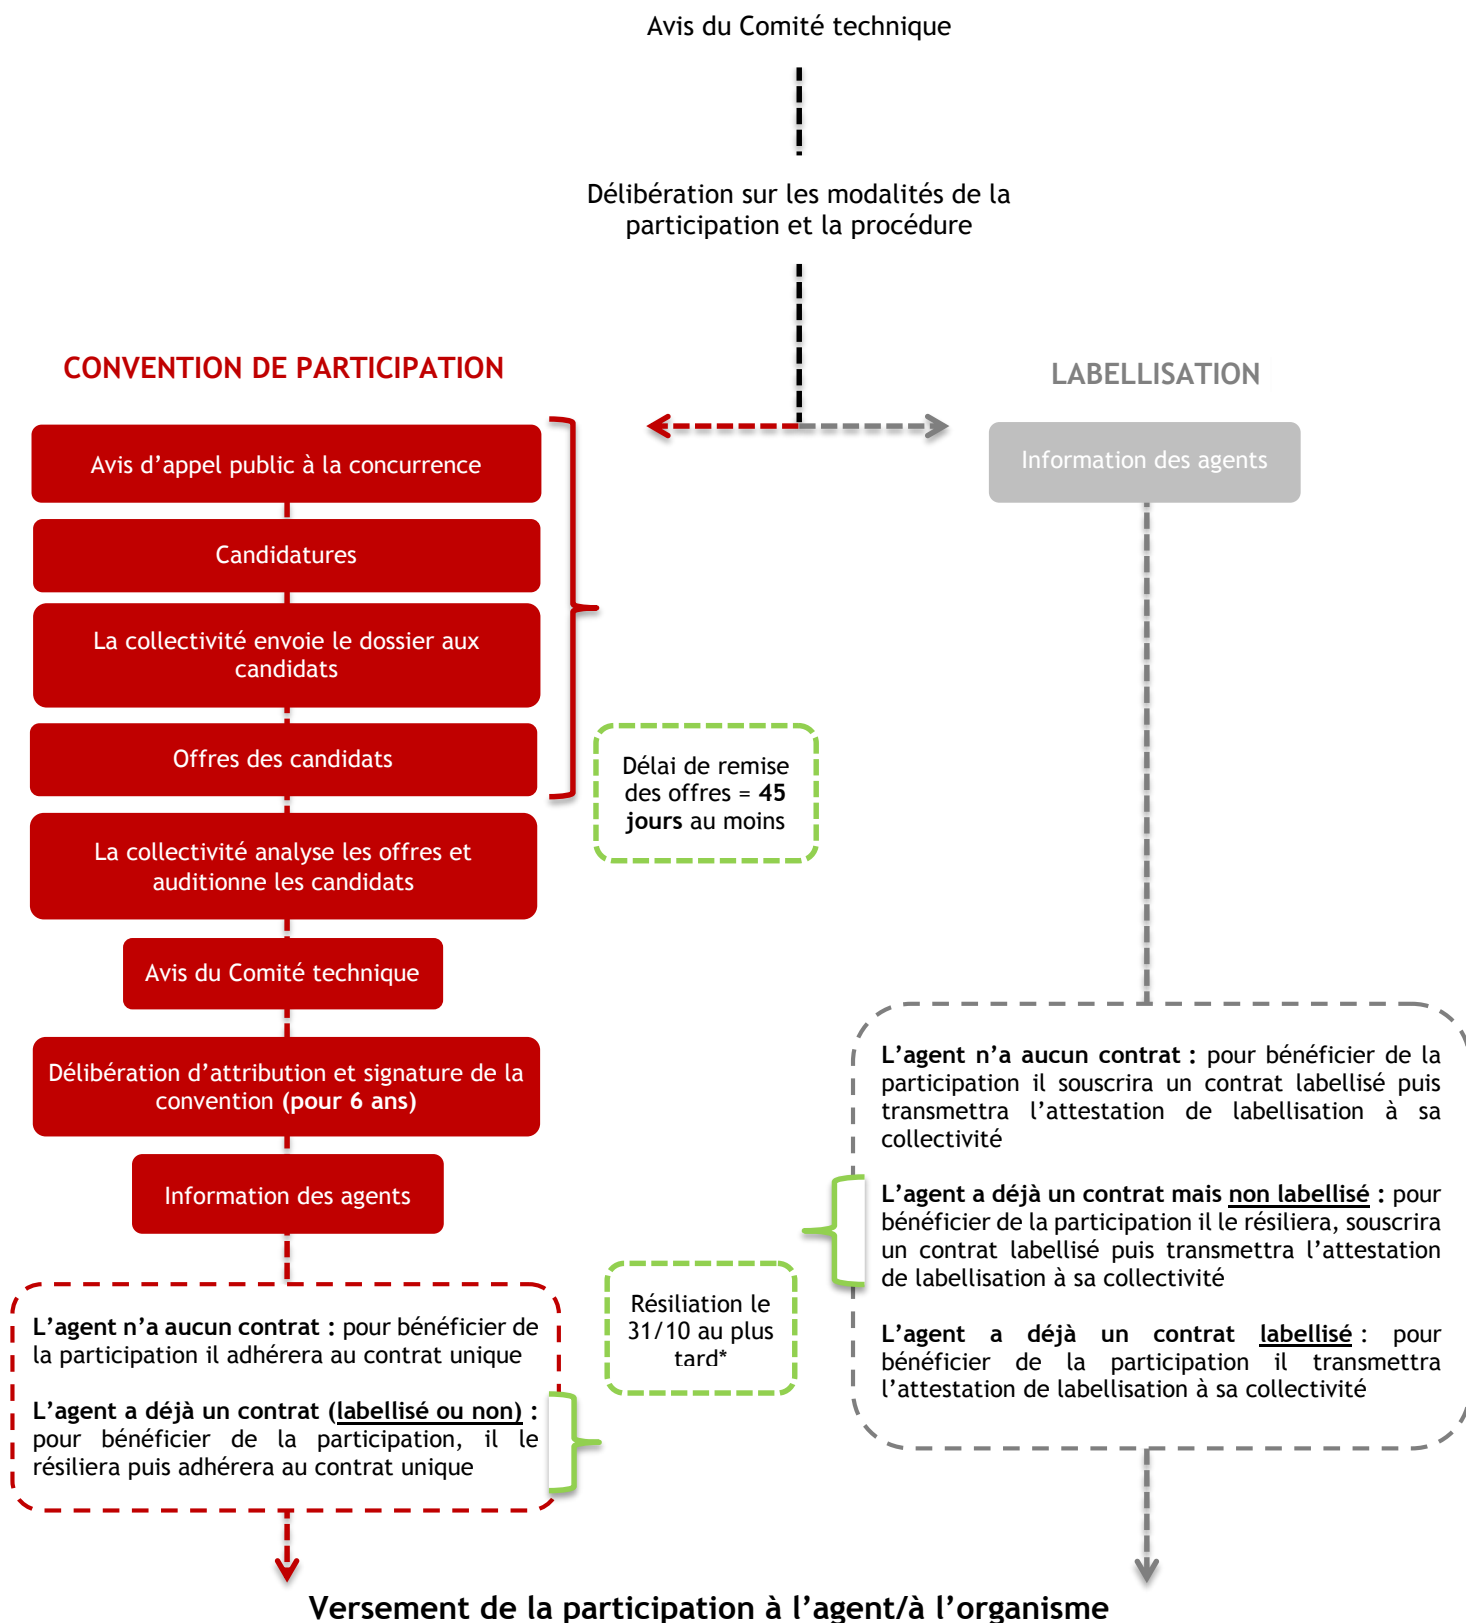 Avis du Comité technique
Délibération sur les modalités de la
participation et la procédure
CONVENTION DE PARTICIPATION
Avis d’appel public à la concurrence
Candidatures
La collectivité envoie le dossier aux
candidats
Offres des candidats
La collectivité analyse les offres et
auditionne les candidats
Avis du Comité technique
Délibération d’attribution et signature de la
convention (pour 6 ans)
Information des agents
L’agent n’a aucun contrat : pour bénéficier de
la participation il adhérera au contrat unique
L’agent a déjà un contrat (labellisé ou non) :
pour bénéficier de la participation, il le
résiliera puis adhérera au contrat unique
Délai de remise
des offres = 45
jours au moins
Résiliation le
31/10 au plus
tard*
LABELLISATION
Information des agents
L’agent n’a aucun contrat : pour bénéficier de la
participation il souscrira un contrat labellisé puis
transmettra l’attestation de labellisation à sa
collectivité
L’agent a déjà un contrat mais non labellisé : pour
bénéficier de la participation il le résiliera, souscrira
un contrat labellisé puis transmettra l’attestation
de labellisation à sa collectivité
L’agent a déjà un contrat labellisé : pour
bénéficier de la participation il transmettra
l’attestation de labellisation à sa collectivité
Versement de la participation à l’agent/à l’organisme